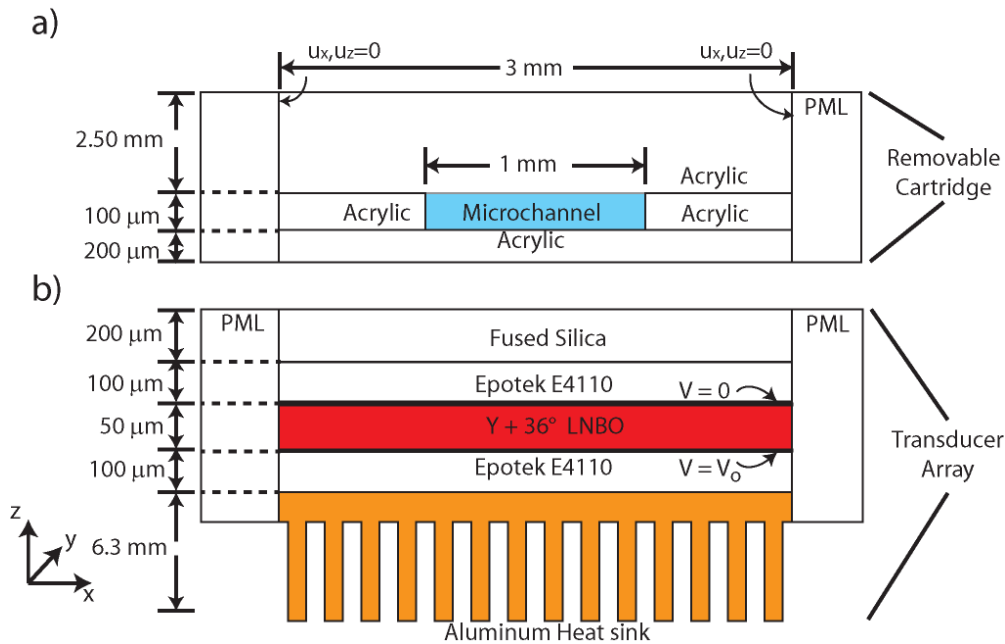 a)
uₓ,u_z=0
uₓ,u_z=0
3 mm
PML
2.50 mm
1 mm
Acrylic
Removable
Cartridge
100 μm
Acrylic
Microchannel
Acrylic
200 μm
Acrylic
b)
PML
PML
200 μm
Fused Silica
100 μm
Epotek E4110
V = 0
50 μm
Y + 36° LNBO
Transducer
Array
100 μm
Epotek E4110
V = Vₒ
z
y
x
6.3 mm
Aluminum Heat sink